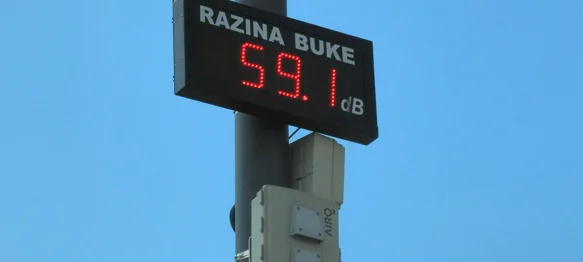 RAZINA BUKE
59.1 dB
AIRQ